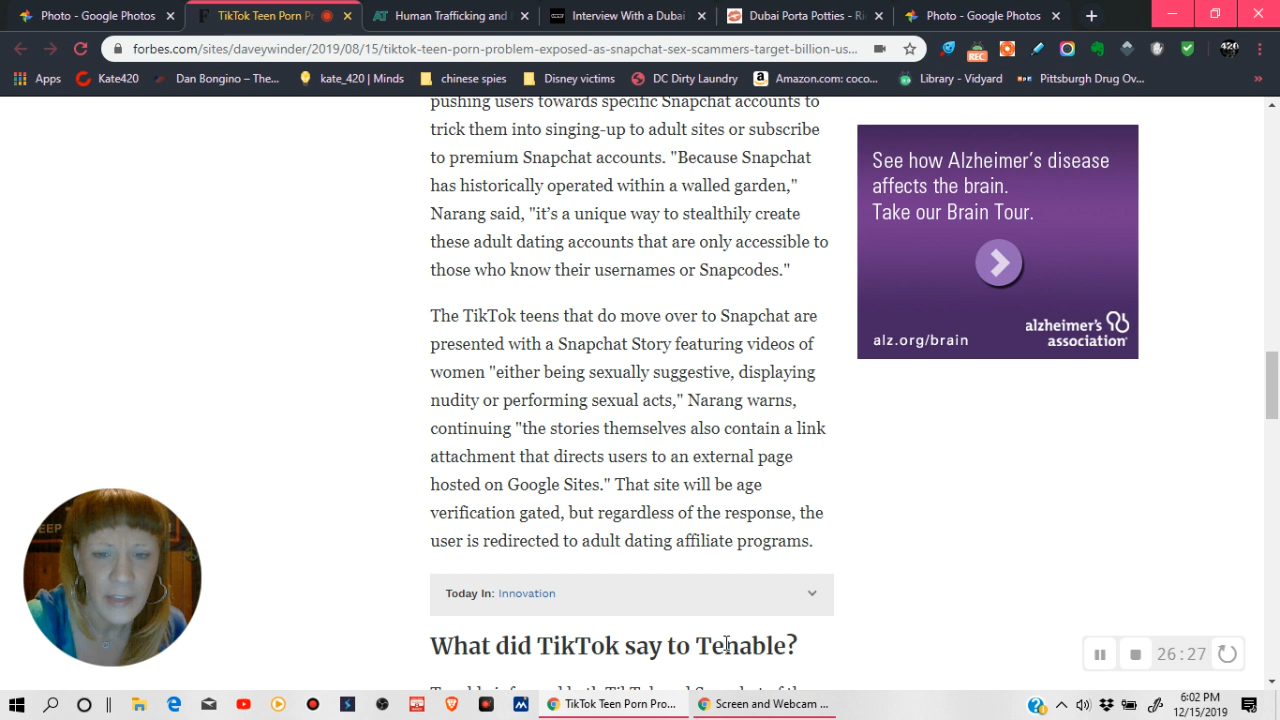 Photo - Google Photos
TikTok Teen Porn Pr
Human Trafficking and
Interview With a Dubai
Dubai Porta Potties - Ri
Photo - Google Photos
forbes.com/sites/daveywinder/2019/08/15/tiktok-teen-porn-problem-exposed-as-snapchat-sex-scammers-target-billion-us...
REC
420
Apps
Kate420
Dan Bongino – The...
kate_420 | Minds
chinese spies
Disney victims
DC Dirty Laundry
Amazon.com: coco...
Library - Vidyard
Pittsburgh Drug Ov...
pushing users towards specific Snapchat accounts to
trick them into singing-up to adult sites or subscribe
to premium Snapchat accounts. "Because Snapchat
has historically operated within a walled garden,"
Narang said, "it's a unique way to stealthily create
these adult dating accounts that are only accessible to
those who know their usernames or Snapcodes."
The TikTok teens that do move over to Snapchat are
presented with a Snapchat Story featuring videos of
women "either being sexually suggestive, displaying
nudity or performing sexual acts," Narang warns,
continuing "the stories themselves also contain a link
attachment that directs users to an external page
hosted on Google Sites." That site will be age
verification gated, but regardless of the response, the
user is redirected to adult dating affiliate programs.
Today In: Innovation
What did TikTok say to Tenable?
See how Alzheimer's disease
affects the brain.
Take our Brain Tour.
alzheimer's
association
alz.org/brain
26:27
TikTok Teen Porn Pro...
Screen and Webcam ...
6:02 PM
12/15/2019